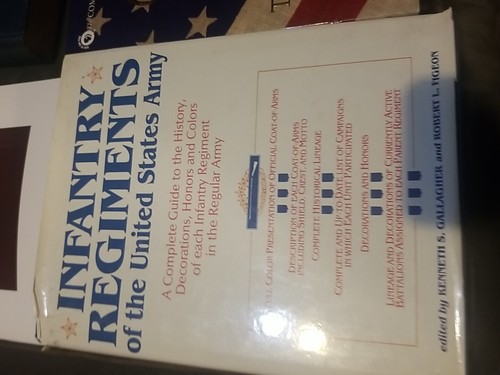 INFANTRY
REGIMENTS
of the United States Army
A Complete Guide to the History,
Decorations, Honors and Colors
of each Infantry Regiment
in the Regular Army
FULL COLOR PRESENTATION OF OFFICIAL COAT OF ARMS
DESCRIPTION OF EACH COAT OF ARMS
INCLUDING SHIELD, CREST, AND MOTTO
COMPLETE HISTORICAL LINEAGE
COMPLETE AND UP TO DATE LIST OF CAMPAIGNS
IN WHICH EACH UNIT PARTICIPATED
DECORATIONS AND HONORS
LINEAGE AND DECORATIONS OF CURRENTLY ACTIVE
BATTALIONS ASSIGNED TO EACH PARENT REGIMENT
edited by KENNETH S. GALLAGHER and ROBERT L. PIGEON
PBS